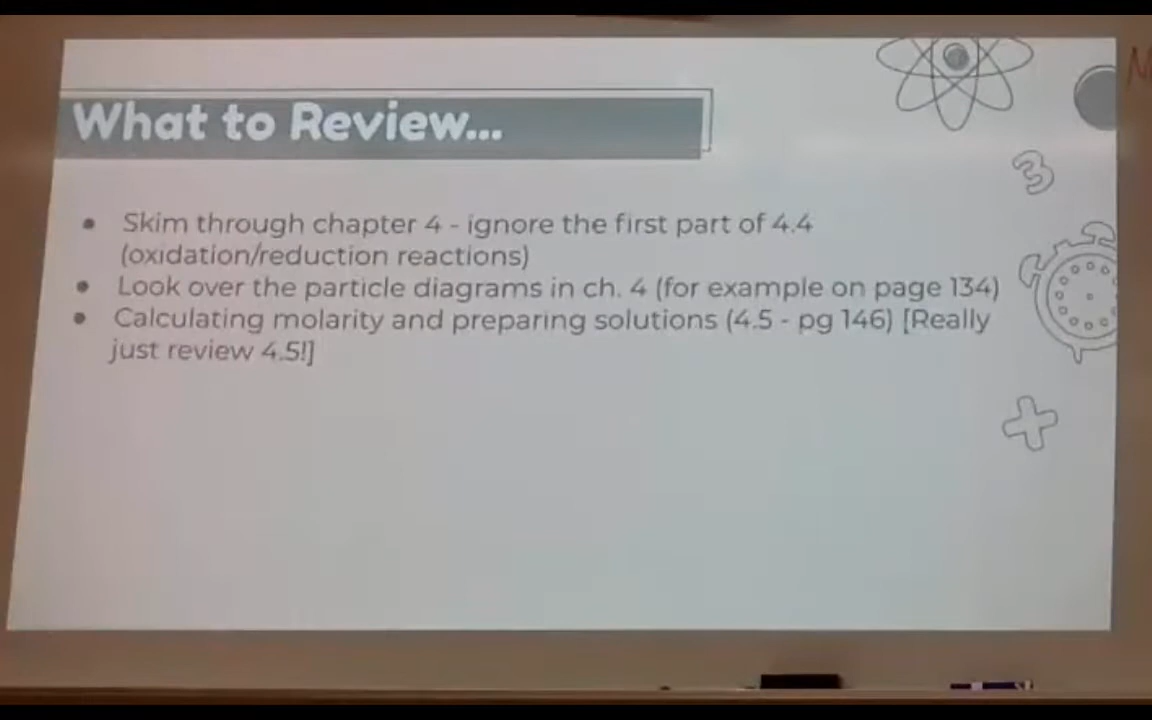 What to Review...
3
● Skim through chapter 4 - ignore the first part of 4.4
(oxidation/reduction reactions)
● Look over the particle diagrams in ch. 4 (for example on page 134)
● Calculating molarity and preparing solutions (4.5 - pg 146) [Really
just review 4.5!]